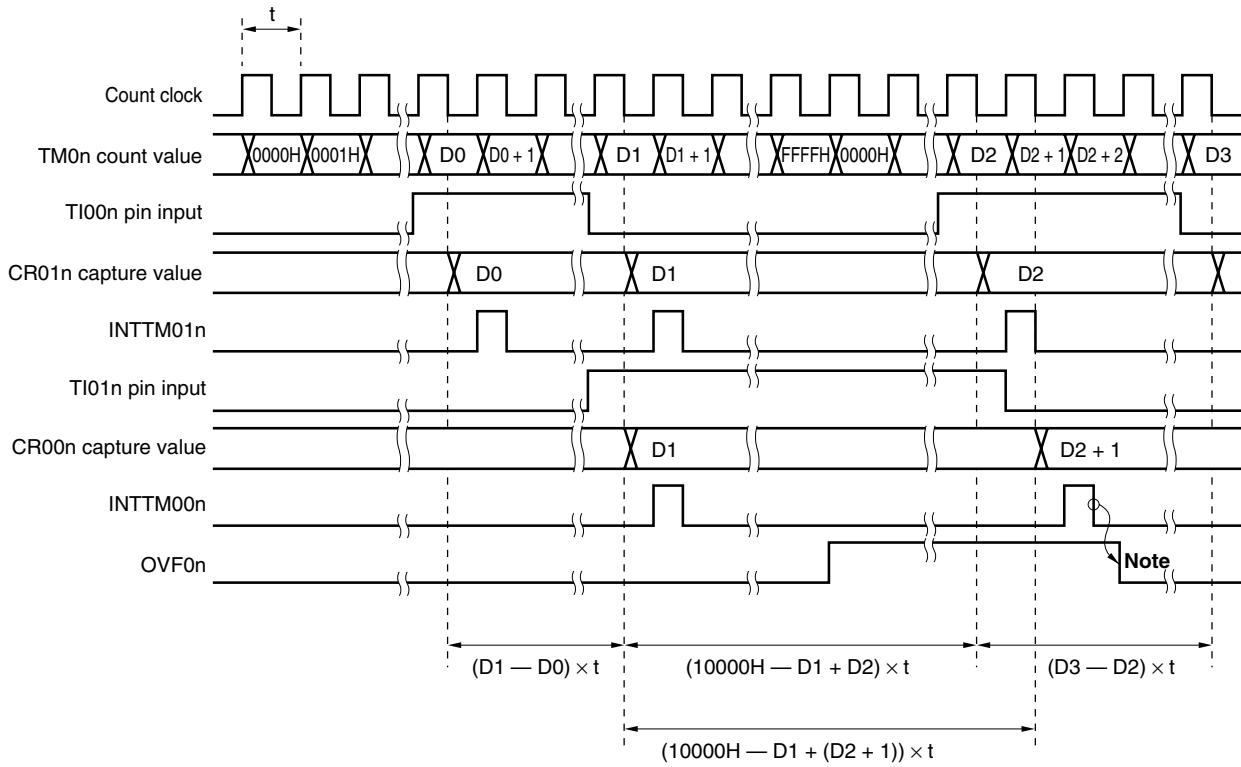 t
Count clock
TM0n count value 0000H 0001H D0 D0 + 1 D1 D1 + 1 FFFFH 0000H D2 D2 + 1 D2 + 2 D3
TI00n pin input
CR01n capture value D0 D1 D2
INTTM01n
TI01n pin input
CR00n capture value D1 D2 + 1
INTTM00n
OVF0n Note
(D1 — D0) × t (10000H — D1 + D2) × t (D3 — D2) × t
(10000H — D1 + (D2 + 1)) × t